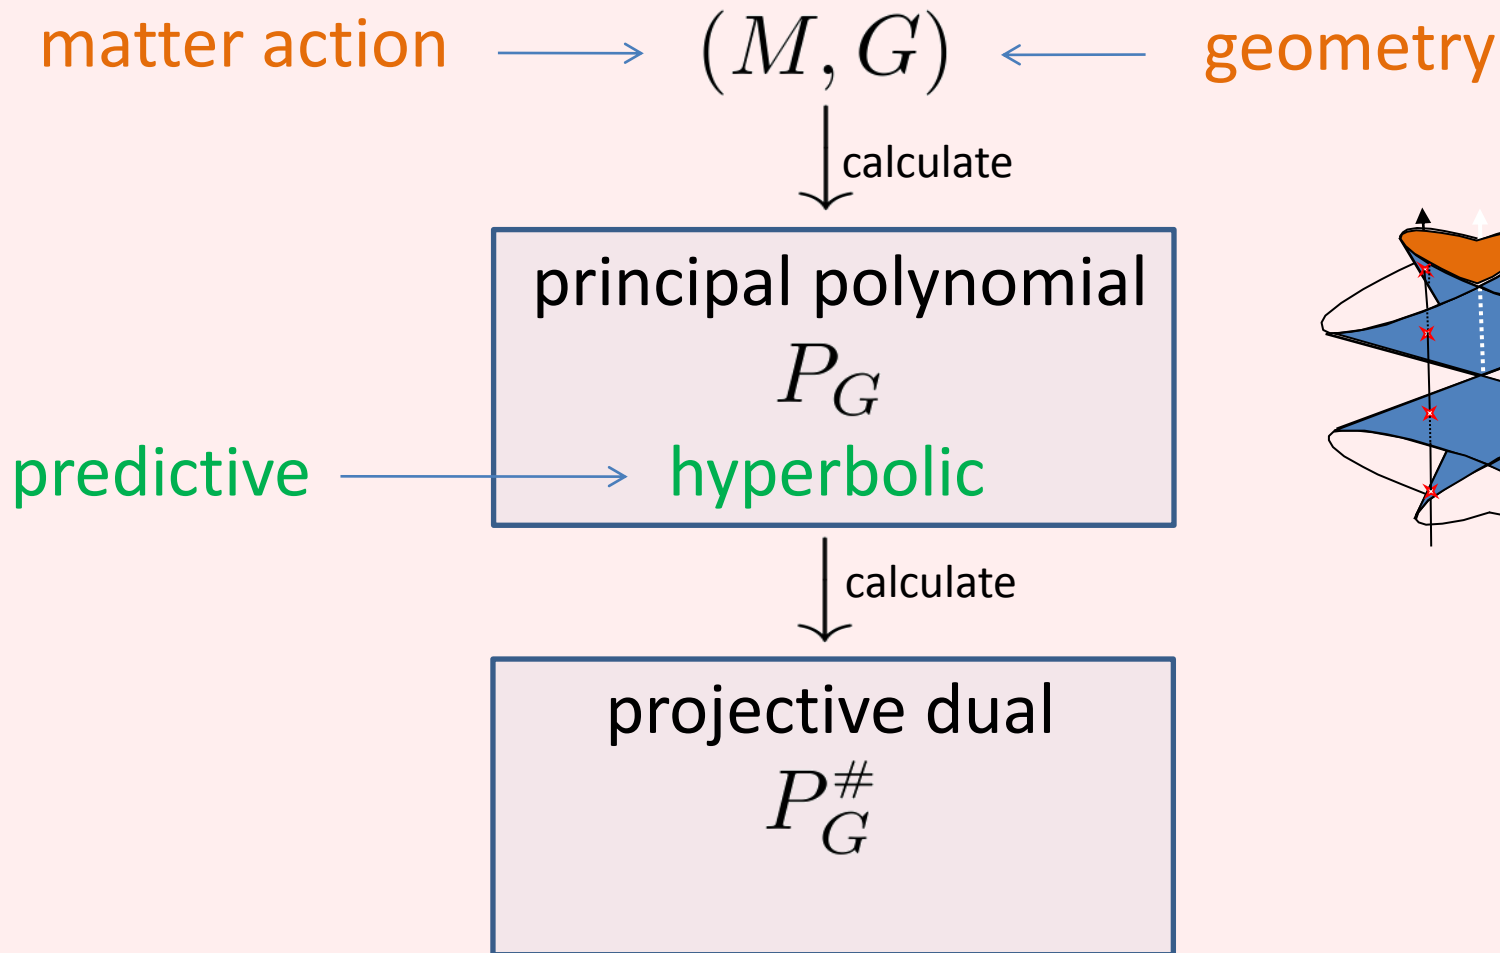 matter action (M, G) geometry
calculate
principal polynomial
P_G
predictive hyperbolic
calculate
projective dual
P_G^#